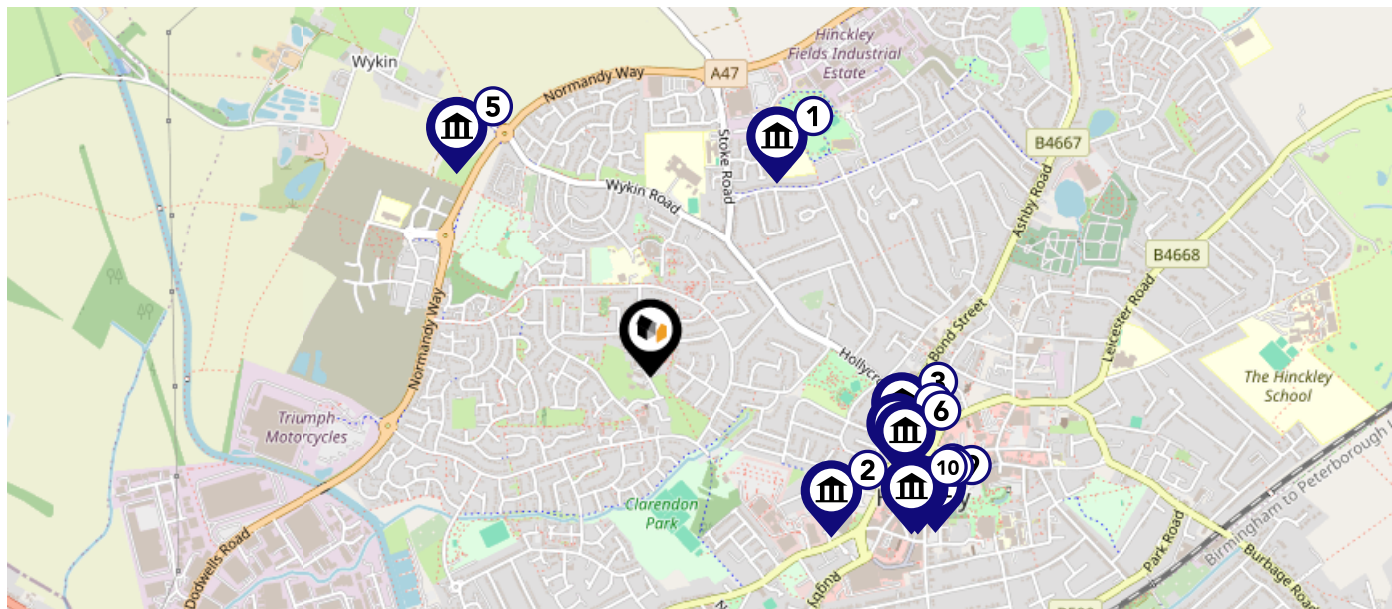 Hinckley
Fields Industrial
Estate
Wykin
A47
Normandy Way
5
1
B4667
Stoke Road
Wykin Road
Ashby Road
B4668
Leicester Road
Normandy Way
Bond Street
The Hinckley
School
3
6
Triumph
Motorcycles
2
10
9
Clarendon
Park
Birmingham to Peterborough
Park Road
Burbage Road
Dodwells Road
Rugby